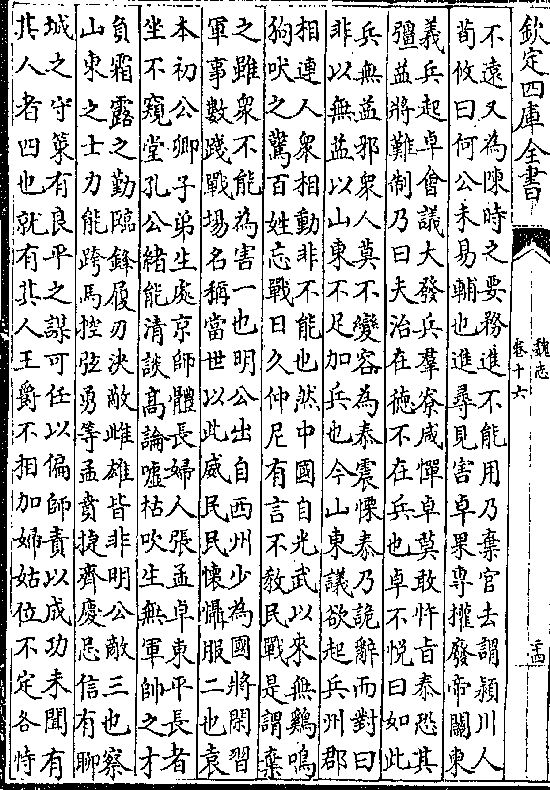 欽定四庫全書
魏志
卷十六
不遠又為陳時之要務進不能用乃棄官去謂潁川人
荀攸曰何公未易輔也進尋見害卓果專權廢帝關東
義兵起卓會議大發兵羣寮咸憚卓莫敢忤旨泰恐其
彊益將難制乃曰夫治在徳不在兵也卓不悅曰如此
兵無益邪衆人莫不變容為泰震慄泰乃詭辭而對曰
非以無益以山東不足加兵也今山東議欲起兵州郡
相連人衆相動非不能也然中國自光武以來無鷄鳴
狗吠之驚百姓忘戰日久仲尼有言不教民戰是謂棄
之雖衆不能為害一也明公出自西州少為國將閑習
軍事數踐戰場名稱當世以此威民民懷懾服二也袁
本初公卿子弟生處京師體長婦人張孟卓東平長者
坐不窺堂孔公緒能清談髙論噓枯吹生無軍帥之才
負霜露之勤臨鋒履刃決敵雌雄皆非明公敵三也察
山東之士力能跨馬控弦勇等孟賁捷齊慶忌信有聊
城之守策有良平之謀可任以偏師責以成功未聞有
其人者四也就有其人王爵不相加婦姑位不定各恃